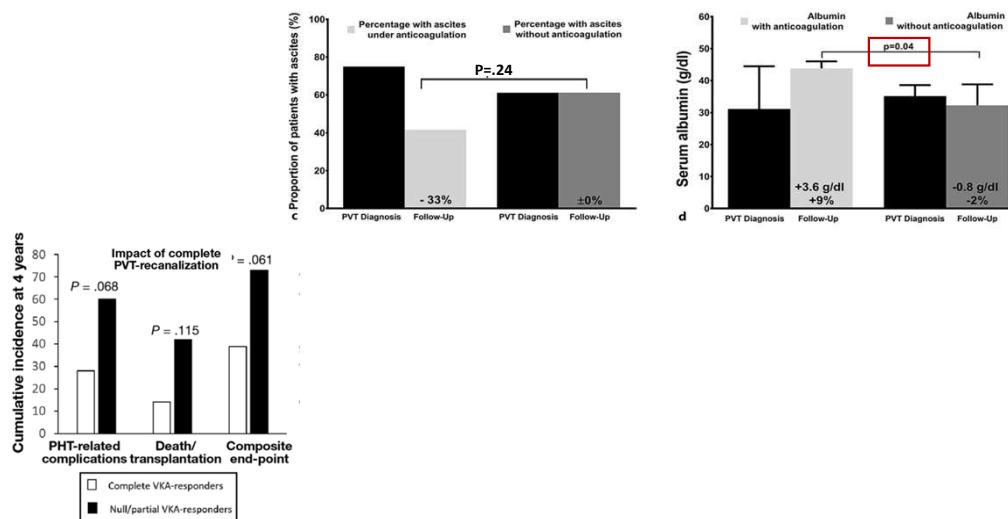 100
80
60
40
20
0
Proportion of patients with ascites (%)
Percentage with ascites
under anticoagulation
Percentage with ascites
without anticoagulation
P=.24
- 33%
±0%
PVT Diagnosis
Follow-Up
PVT Diagnosis
Follow-Up
c
60
50
40
30
20
10
0
Serum albumin (g/dl)
Albumin
with anticoagulation
Albumin
without anticoagulation
p=0.04
+3.6 g/dl
+9%
-0.8 g/dl
-2%
PVT Diagnosis
Follow-Up
PVT Diagnosis
Follow-Up
d
Cumulative incidence at 4 years
80
70
60
50
40
30
20
10
0
Impact of complete
PVT-recanalization
P = .068
P = .115
= .061
PHT-related
complications
Death/
transplantation
Composite
end-point
Complete VKA-responders
Null/partial VKA-responders